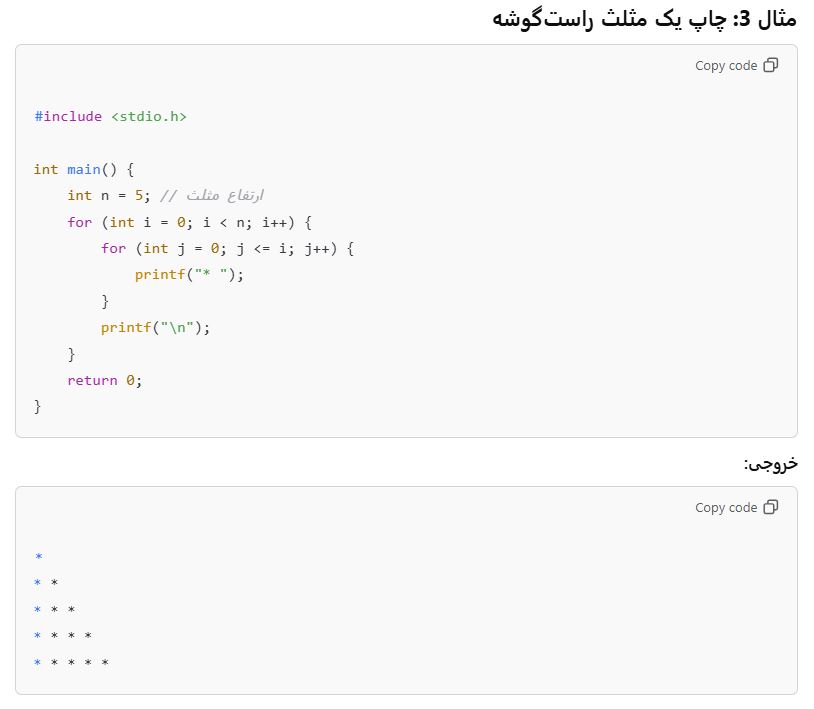 مثال 3: چاپ یک مثلث راست‌گوشه
Copy code
#include <stdio.h>
int main() {
    int n = 5; // ارتفاع مثلث
    for (int i = 0; i < n; i++) {
        for (int j = 0; j <= i; j++) {
            printf("* ");
        }
        printf("\n");
    }
    return 0;
}
خروجی:
Copy code
*
* *
* * *
* * * *
* * * * *